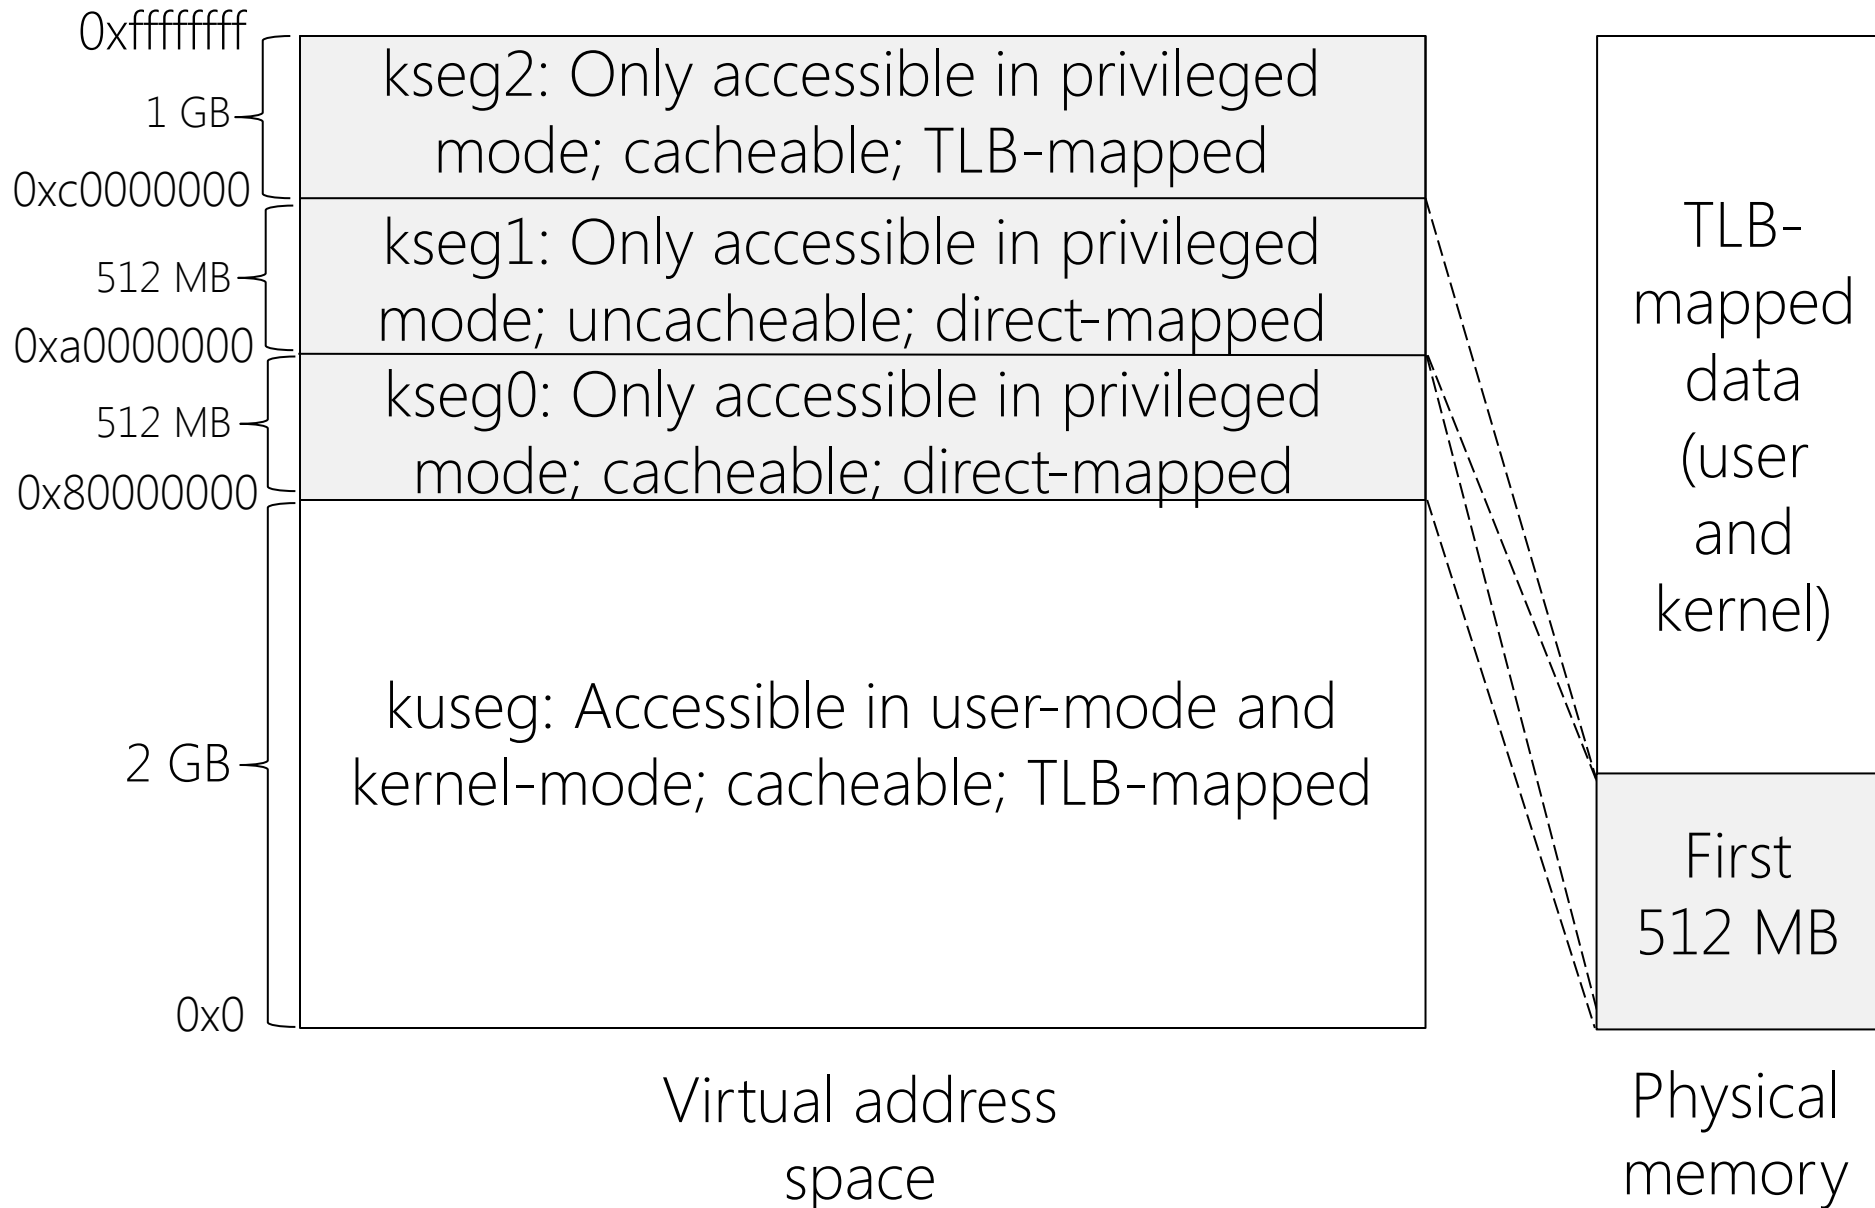 0xffffffff
kseg2: Only accessible in privileged
mode; cacheable; TLB-mapped
1 GB
0xc0000000
kseg1: Only accessible in privileged
mode; uncacheable; direct-mapped
512 MB
0xa0000000
kseg0: Only accessible in privileged
mode; cacheable; direct-mapped
512 MB
0x80000000
kuseg: Accessible in user-mode and
kernel-mode; cacheable; TLB-mapped
2 GB
0x0
Virtual address
space
TLB-
mapped
data
(user
and
kernel)
First
512 MB
Physical
memory